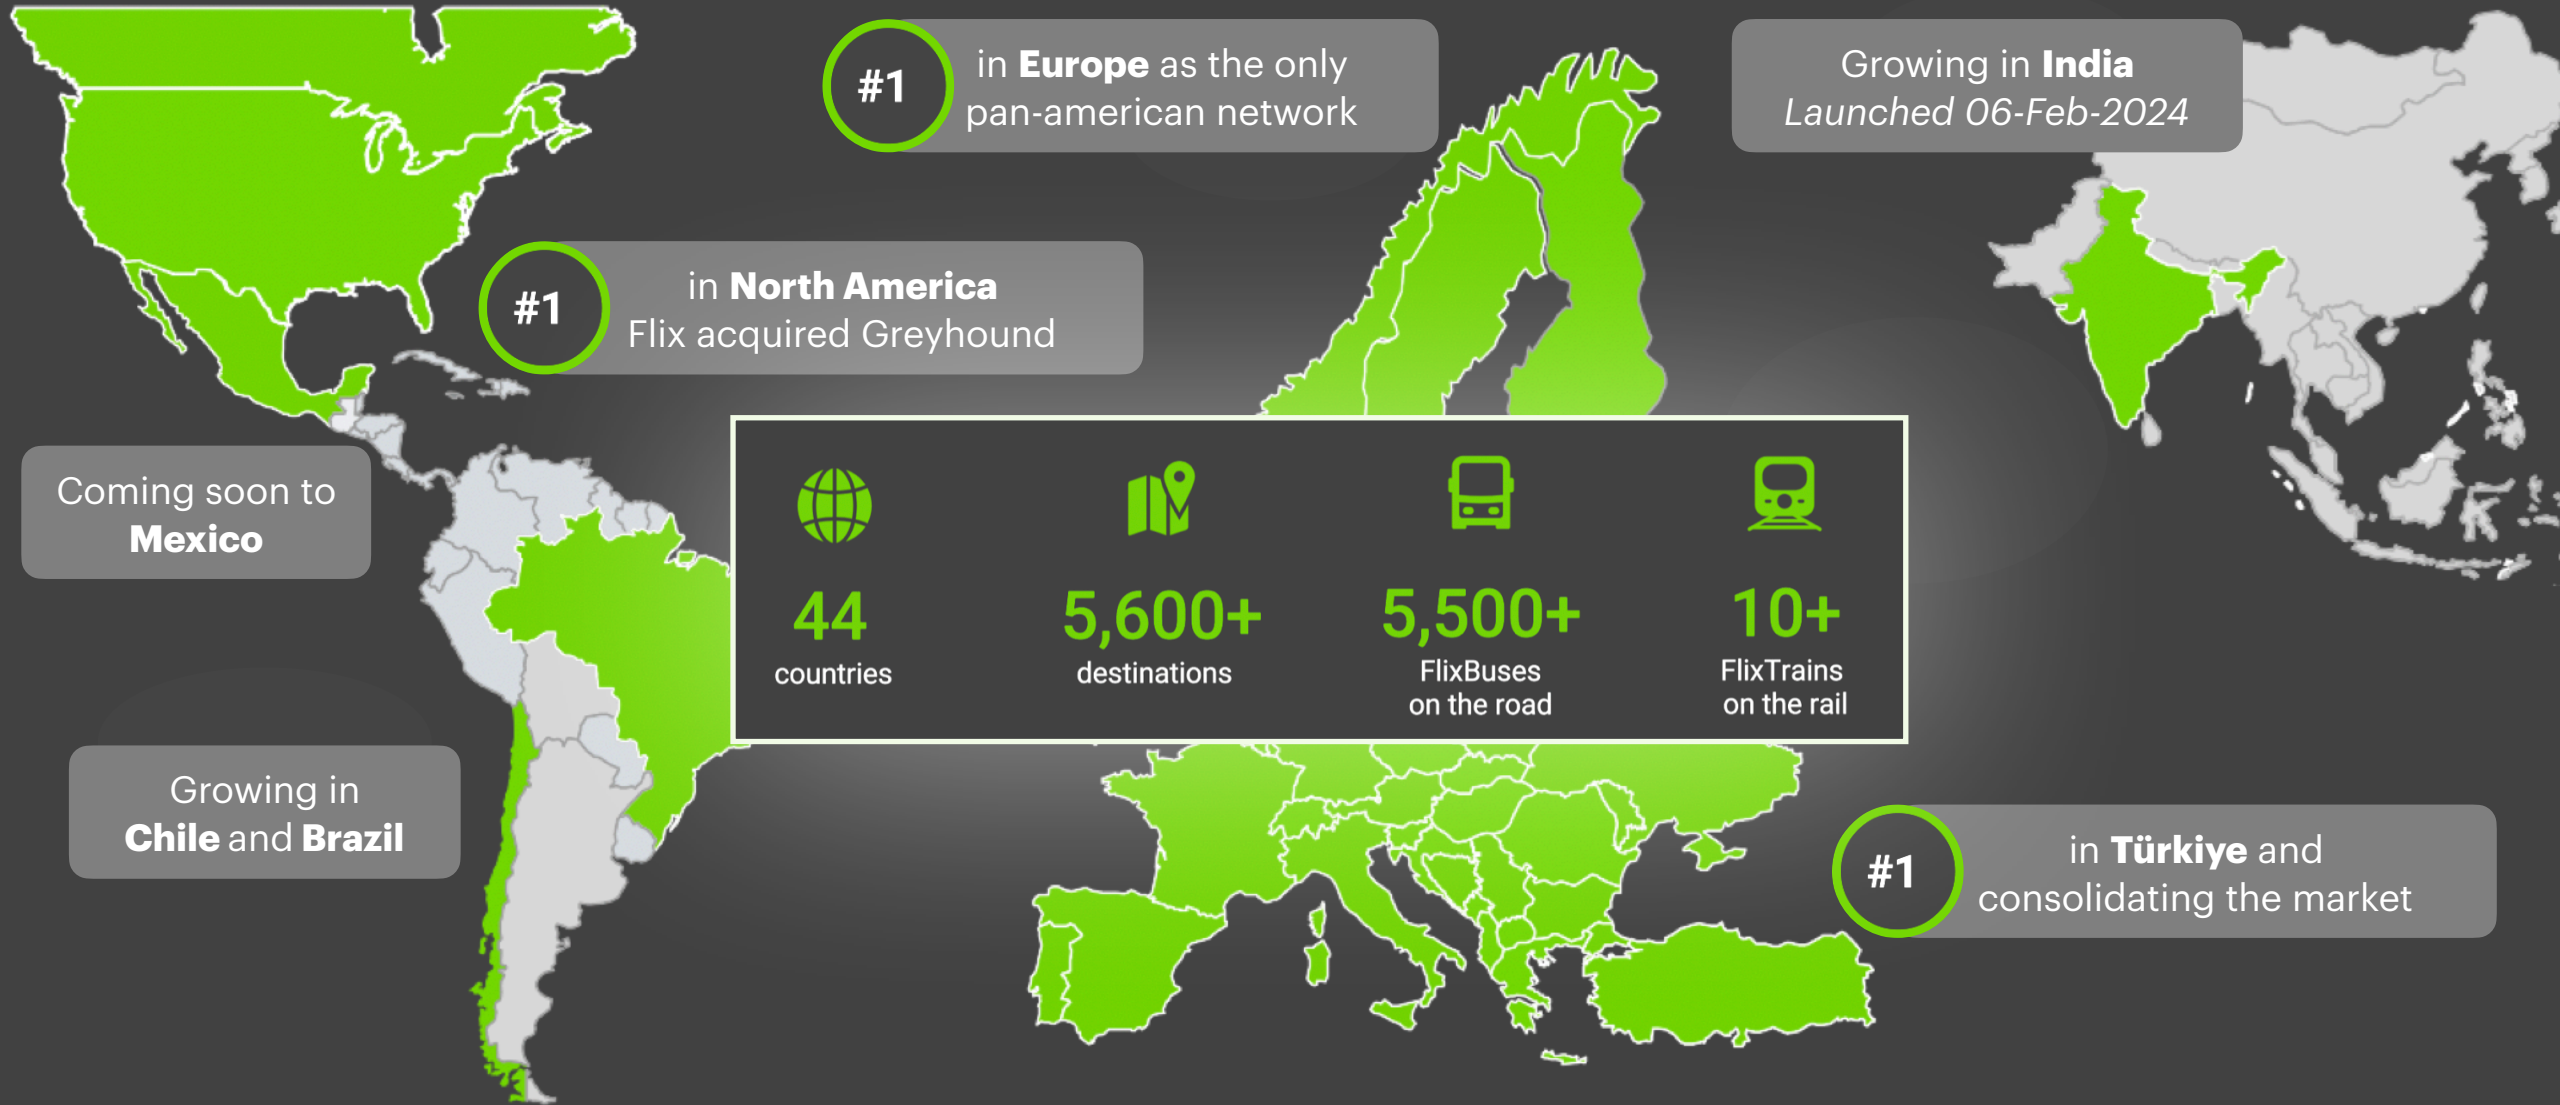 #1
in Europe as the only
pan-american network
Growing in India
Launched 06-Feb-2024
#1
in North America
Flix acquired Greyhound
Coming soon to
Mexico
44
countries
5,600+
destinations
5,500+
FlixBuses
on the road
10+
FlixTrains
on the rail
Growing in
Chile and Brazil
#1
in Türkiye and
consolidating the market